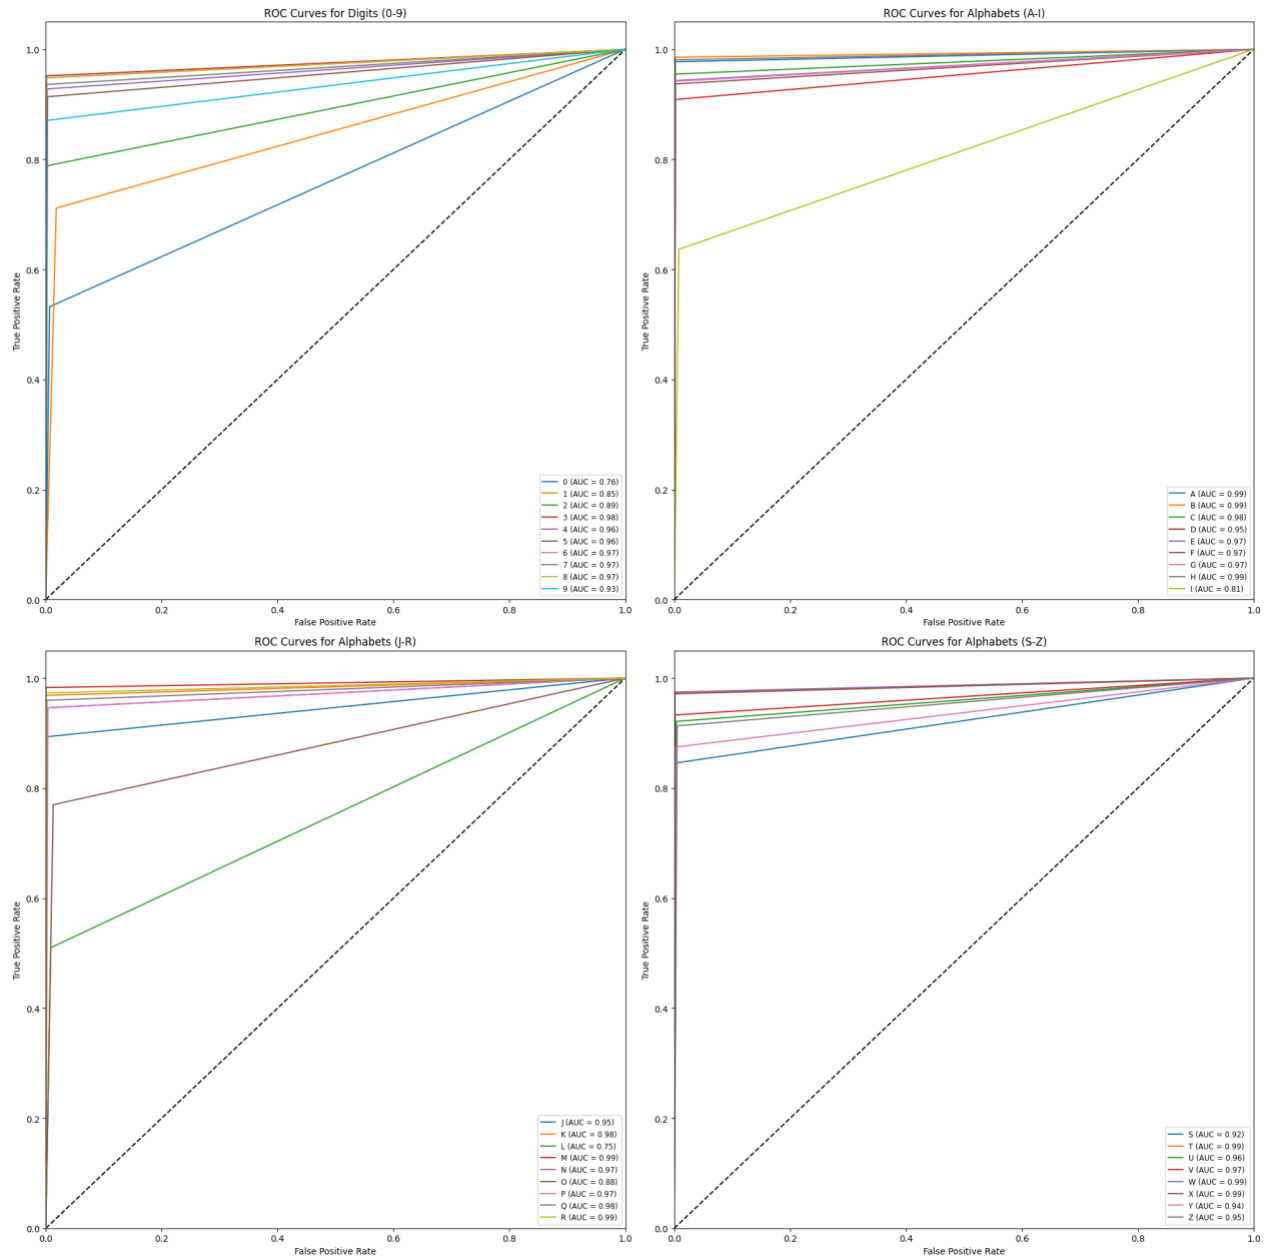 ROC Curves for Digits (0-9)
True Positive Rate
1.0
0.8
0.6
0.4
0.2
0.0
0 (AUC = 0.76)
1 (AUC = 0.85)
2 (AUC = 0.89)
3 (AUC = 0.98)
4 (AUC = 0.96)
5 (AUC = 0.96)
6 (AUC = 0.97)
7 (AUC = 0.97)
8 (AUC = 0.97)
9 (AUC = 0.93)
0.0 0.2 0.4 0.6 0.8 1.0
False Positive Rate
ROC Curves for Alphabets (A-I)
True Positive Rate
1.0
0.8
0.6
0.4
0.2
0.0
A (AUC = 0.99)
B (AUC = 0.99)
C (AUC = 0.98)
D (AUC = 0.95)
E (AUC = 0.97)
F (AUC = 0.97)
G (AUC = 0.97)
H (AUC = 0.99)
I (AUC = 0.81)
0.0 0.2 0.4 0.6 0.8 1.0
False Positive Rate
ROC Curves for Alphabets (J-R)
True Positive Rate
1.0
0.8
0.6
0.4
0.2
0.0
J (AUC = 0.95)
K (AUC = 0.98)
L (AUC = 0.75)
M (AUC = 0.99)
N (AUC = 0.97)
O (AUC = 0.88)
P (AUC = 0.97)
Q (AUC = 0.98)
R (AUC = 0.99)
0.0 0.2 0.4 0.6 0.8 1.0
False Positive Rate
ROC Curves for Alphabets (S-Z)
True Positive Rate
1.0
0.8
0.6
0.4
0.2
0.0
S (AUC = 0.92)
T (AUC = 0.99)
U (AUC = 0.96)
V (AUC = 0.97)
W (AUC = 0.99)
X (AUC = 0.99)
Y (AUC = 0.94)
Z (AUC = 0.95)
0.0 0.2 0.4 0.6 0.8 1.0
False Positive Rate